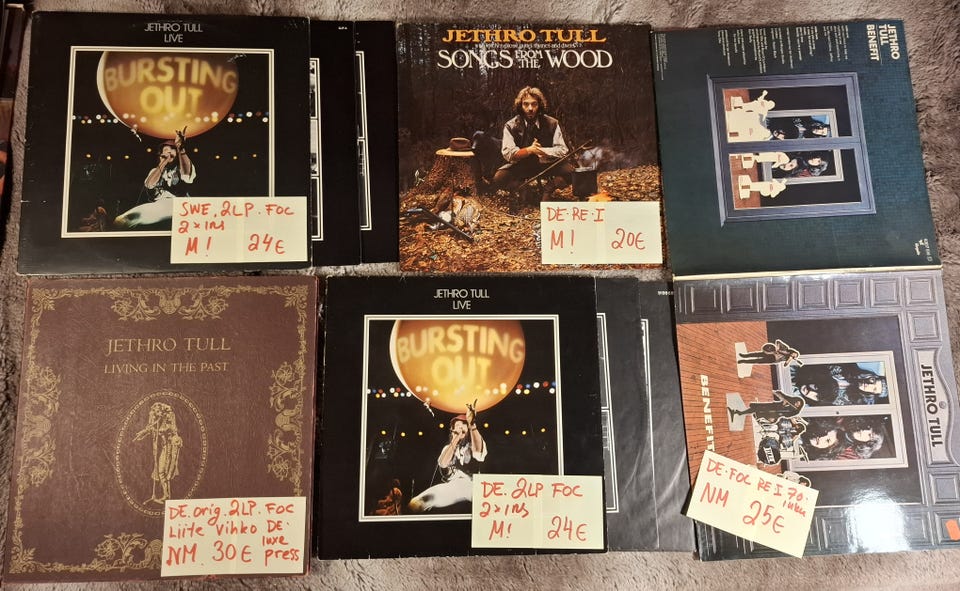 JETHRO TULL
LIVE
BURSTING
OUT
SWE. 2LP. FOC
2 x ins
M! 24€
JETHRO TULL
SONGS FROM THE WOOD
DE. RE. I
M! 20€
JETHRO
TULL
BENEFIT
JETHRO TULL
LIVING IN THE PAST
DE. orig. 2LP. FOC
Liite vihko DE.
luxe
NM. 30€ press
JETHRO TULL
LIVE
BURSTING
OUT
DE. 2LP FOC
2 x ins
M! 24€
JETHRO TULL
BENEFIT
DE. FOC RE I 70.
luku
NM 25€